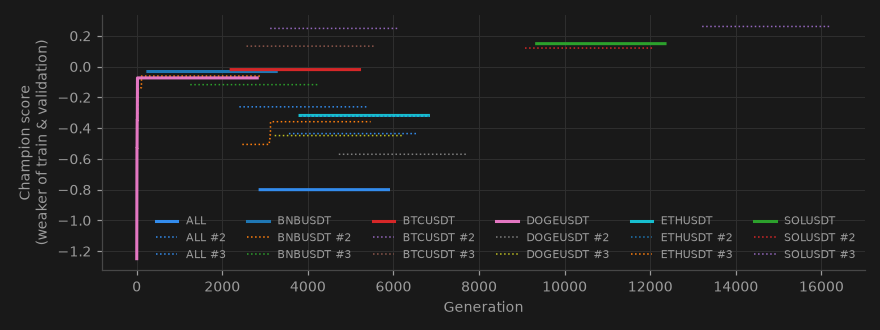 Champion score
(weaker of train & validation)
0.2
0.0
−0.2
−0.4
−0.6
−0.8
−1.0
−1.2
ALL BNBUSDT BTCUSDT DOGEUSDT ETHUSDT SOLUSDT
ALL #2 BNBUSDT #2 BTCUSDT #2 DOGEUSDT #2 ETHUSDT #2 SOLUSDT #2
ALL #3 BNBUSDT #3 BTCUSDT #3 DOGEUSDT #3 ETHUSDT #3 SOLUSDT #3
0 2000 4000 6000 8000 10000 12000 14000 16000
Generation